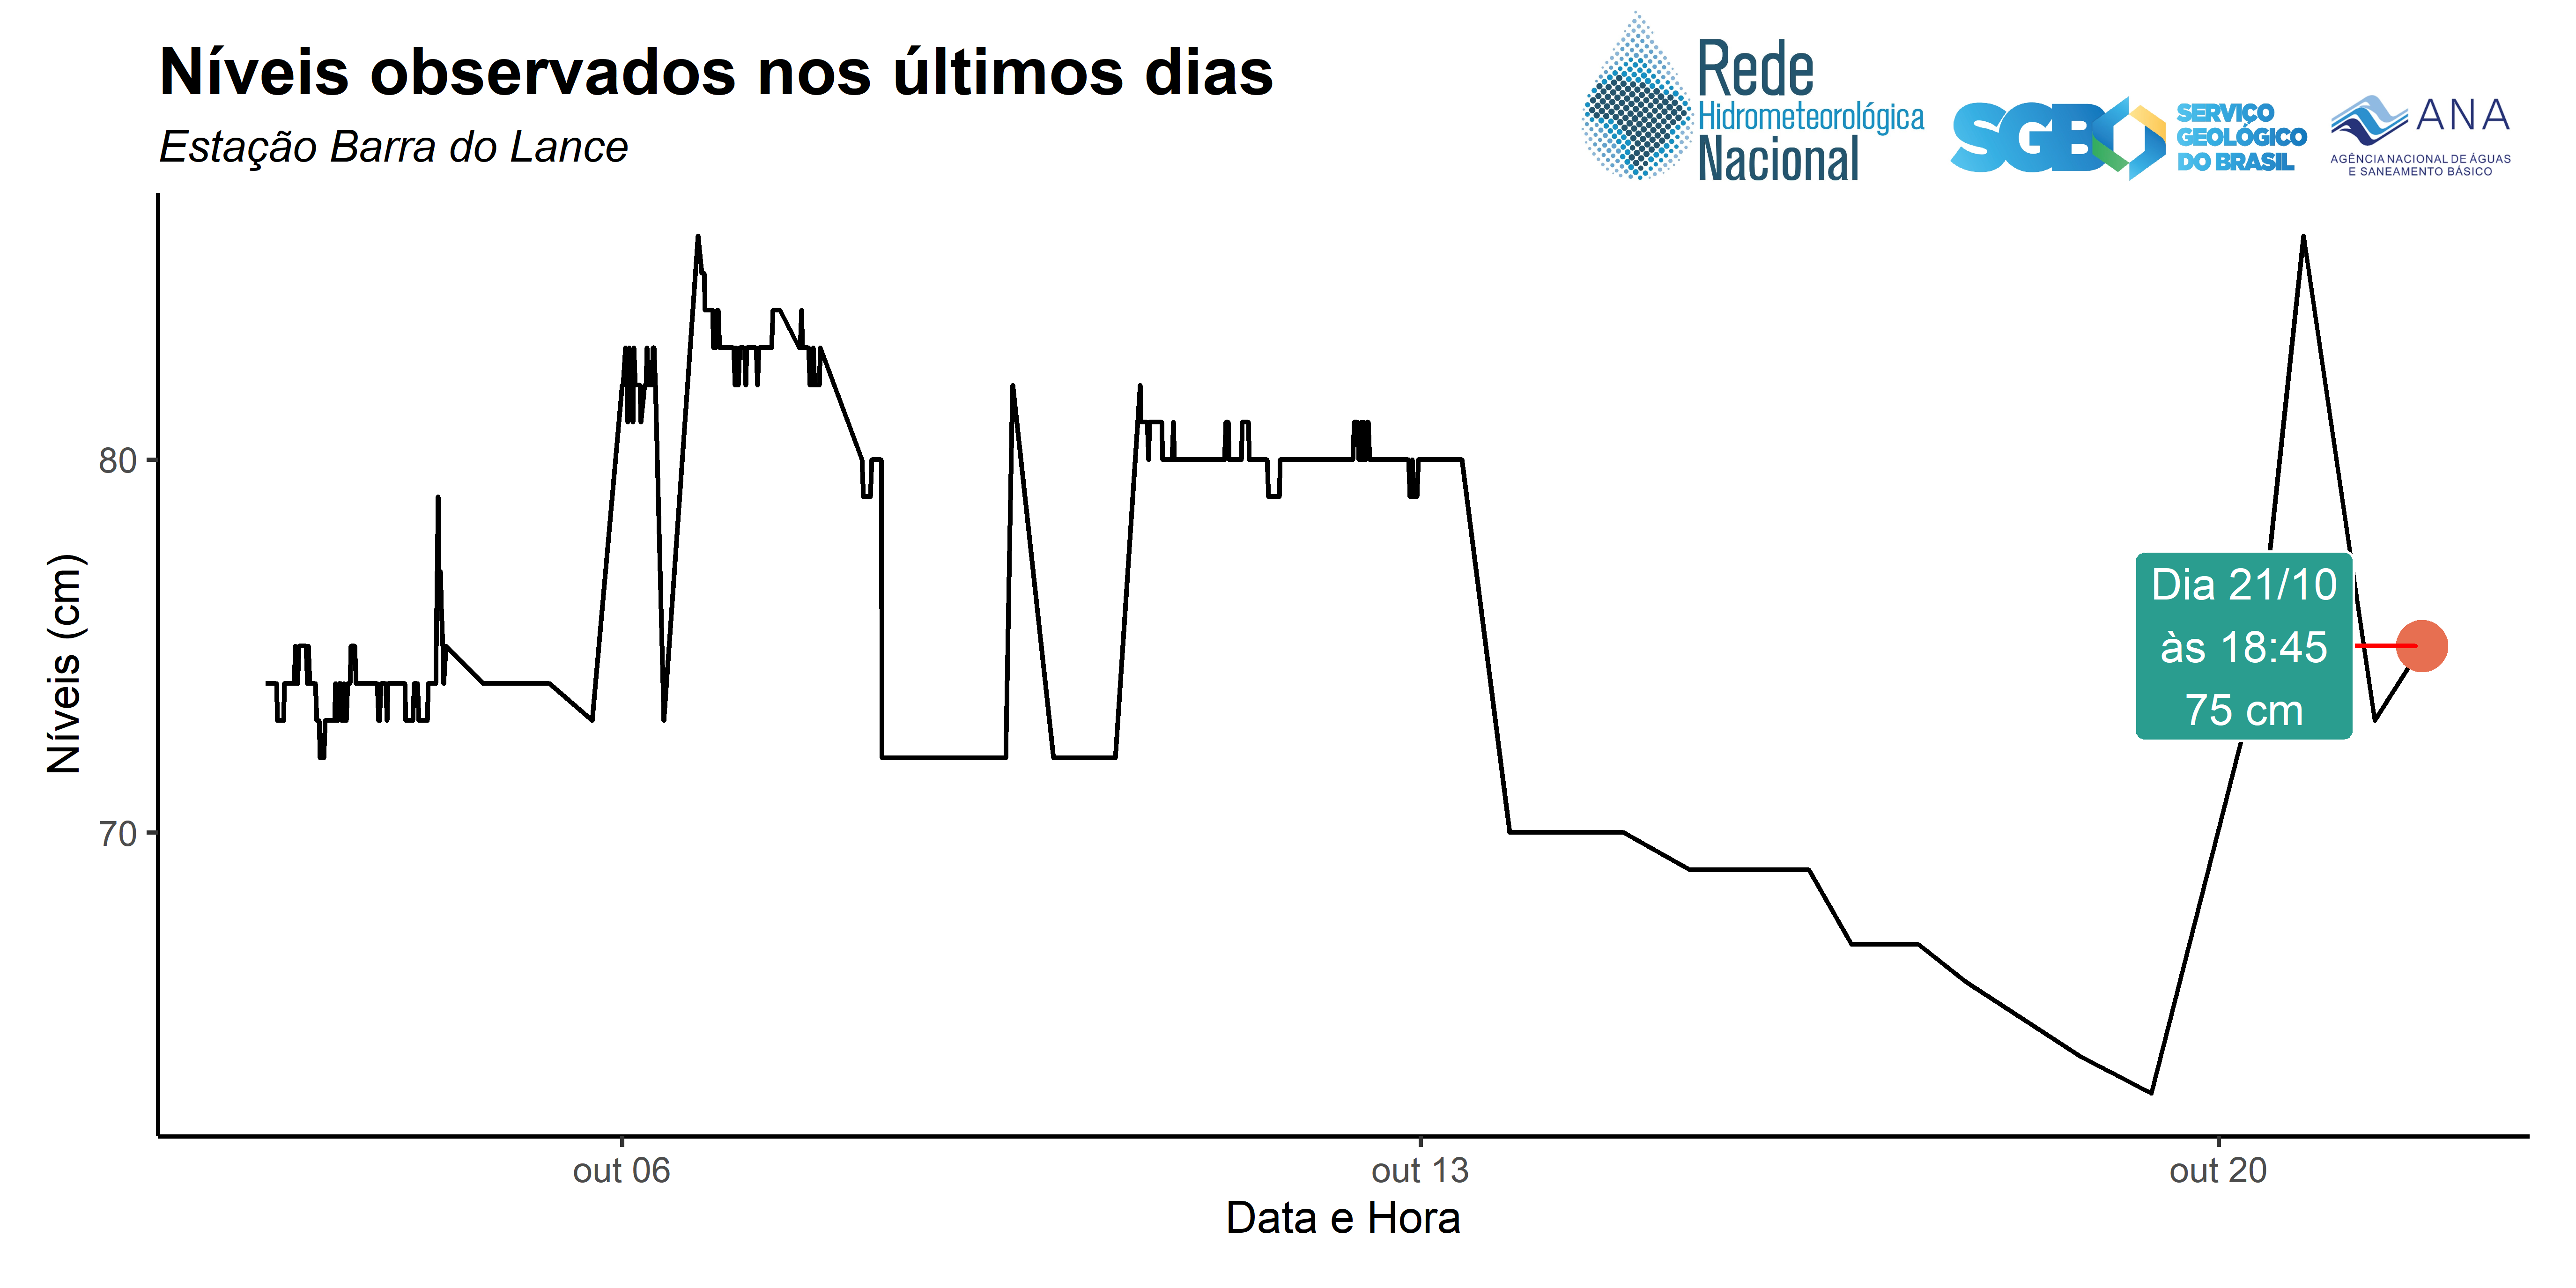 Níveis observados nos últimos dias
Estação Barra do Lance
Rede
Hidrometeorológica
Nacional
SGB
SERVIÇO
GEOLÓGICO
DO BRASIL
ANA
AGÊNCIA NACIONAL DE ÁGUAS
E SANEAMENTO BÁSICO
Níveis (cm)
80
70
Dia 21/10
às 18:45
75 cm
out 06
out 13
out 20
Data e Hora